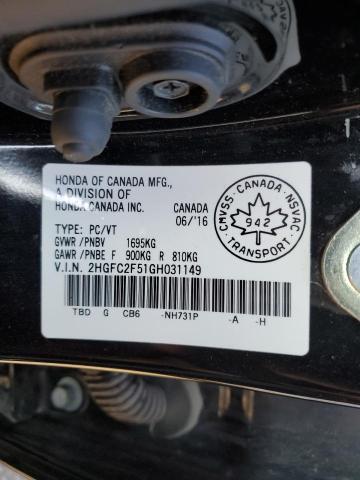 HONDA OF CANADA MFG.,
A DIVISION OF
HONDA CANADA INC. CANADA
06/'16
TYPE: PC/VT
GVWR/PNBV 1695KG
GAWR/PNBE F 900KG R 810KG
V.I.N. 2HGFC2F51GH031149
TBD G CB6 -NH731P -A -H
CMVSS CANADA NSVAC
942
TRANSPORT